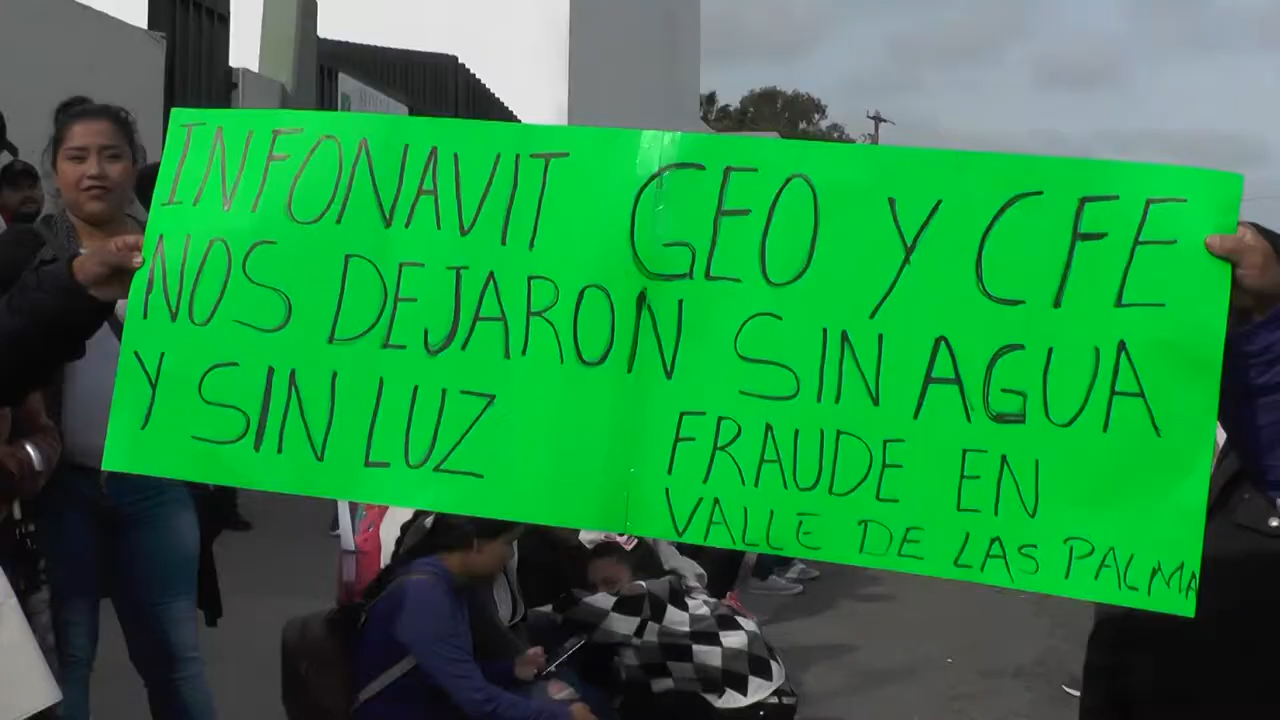 INFONAVIT GEO Y CFE
NOS DEJARON SIN AGUA
Y SIN LUZ
FRAUDE EN
VALLE DE LAS PALMA